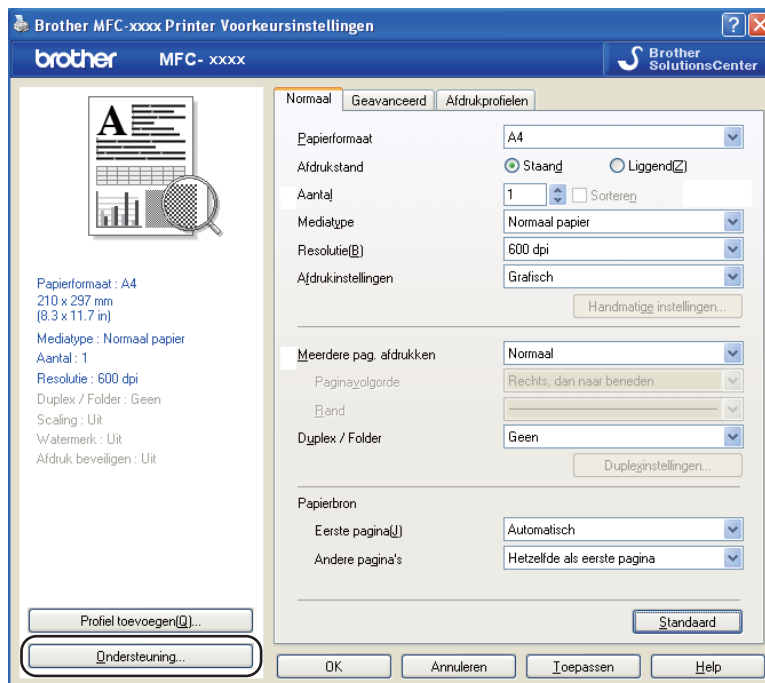 Brother MFC-xxxx Printer Voorkeursinstellingen
brother MFC- xxxx
Brother
SolutionsCenter
A
Papierformaat : A4
210 x 297 mm
(8.3 x 11.7 in)
Mediatype : Normaal papier
Aantal : 1
Resolutie : 600 dpi
Duplex / Folder : Geen
Scaling : Uit
Watermerk : Uit
Afdruk beveiligen : Uit
Profiel toevoegen(Q)...
Ondersteuning...
Normaal Geavanceerd Afdrukprofielen
Papierformaat A4
Afdrukstand Staand Liggend(Z)
Aantal 1 Sorteren
Mediatype Normaal papier
Resolutie(B) 600 dpi
Afdrukinstellingen Grafisch
Handmatige instellingen...
Meerdere pag. afdrukken Normaal
Paginavolgorde Rechts, dan naar beneden
Rand
Duplex / Folder Geen
Duplexinstellingen...
Papierbron
Eerste pagina(J) Automatisch
Andere pagina's Hetzelfde als eerste pagina
Standaard
OK Annuleren Toepassen Help